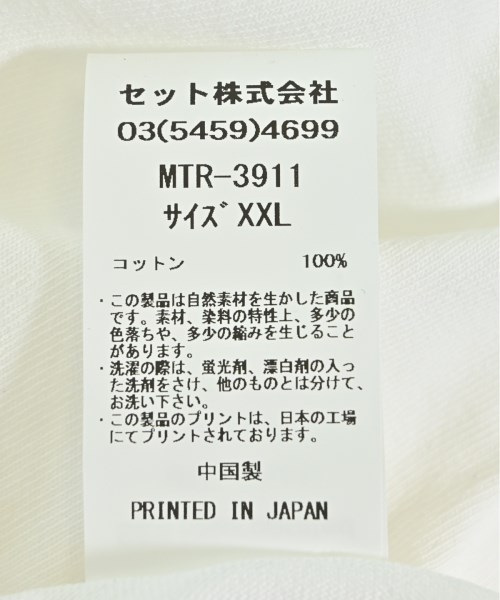 セット株式会社
03(5459)4699
MTR-3911
ｻｲｽﾞ XXL
コットン 100%
・この製品は自然素材を生かした商品
です。素材、染料の特性上、多少の
色落ちや、多少の縮みを生じること
があります。
・洗濯の際は、蛍光剤、漂白剤の入っ
た洗剤をさけ、他のものとは分けて、
お洗い下さい。
・この製品のプリントは、日本の工場
にてプリントされております。
中国製
PRINTED IN JAPAN